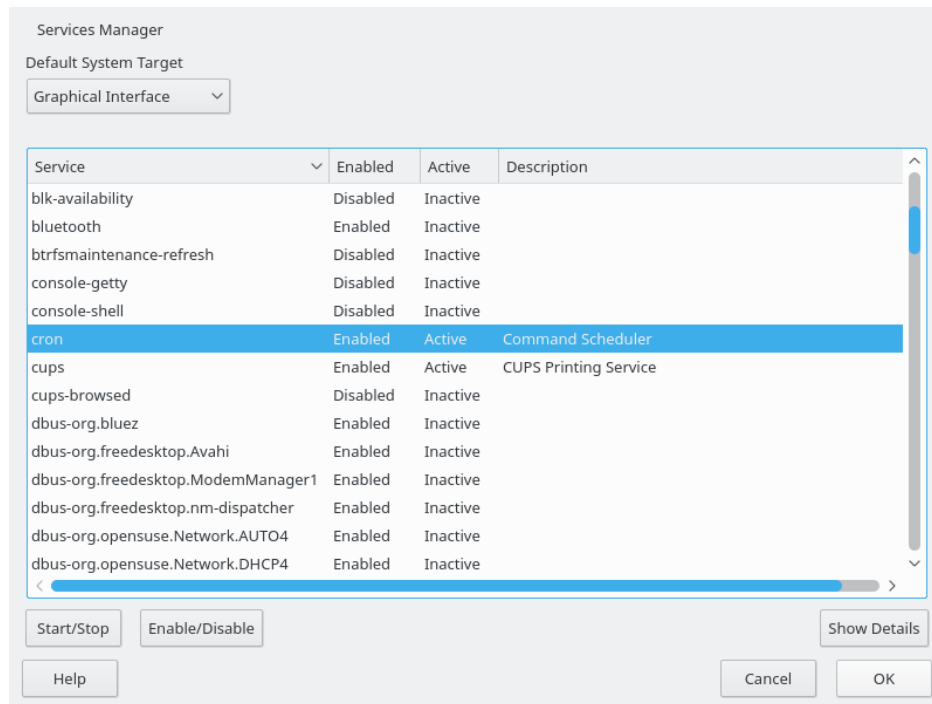 Services Manager
Default System Target
Graphical Interface
Service Enabled Active Description
blk-availability Disabled Inactive
bluetooth Enabled Inactive
btrfsmaintenance-refresh Disabled Inactive
console-getty Disabled Inactive
console-shell Disabled Inactive
cron Enabled Active Command Scheduler
cups Enabled Active CUPS Printing Service
cups-browsed Disabled Inactive
dbus-org.bluez Enabled Inactive
dbus-org.freedesktop.Avahi Enabled Inactive
dbus-org.freedesktop.ModemManager1 Enabled Inactive
dbus-org.freedesktop.nm-dispatcher Enabled Inactive
dbus-org.opensuse.Network.AUTO4 Enabled Inactive
dbus-org.opensuse.Network.DHCP4 Enabled Inactive
Start/Stop Enable/Disable Show Details
Help Cancel OK